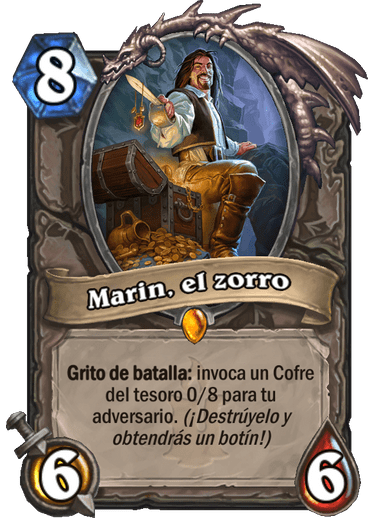 8
Marin, el zorro
Grito de batalla: invoca un Cofre
del tesoro 0/8 para tu
adversario. (¡Destrúyelo y
obtendrás un botín!)
6
6